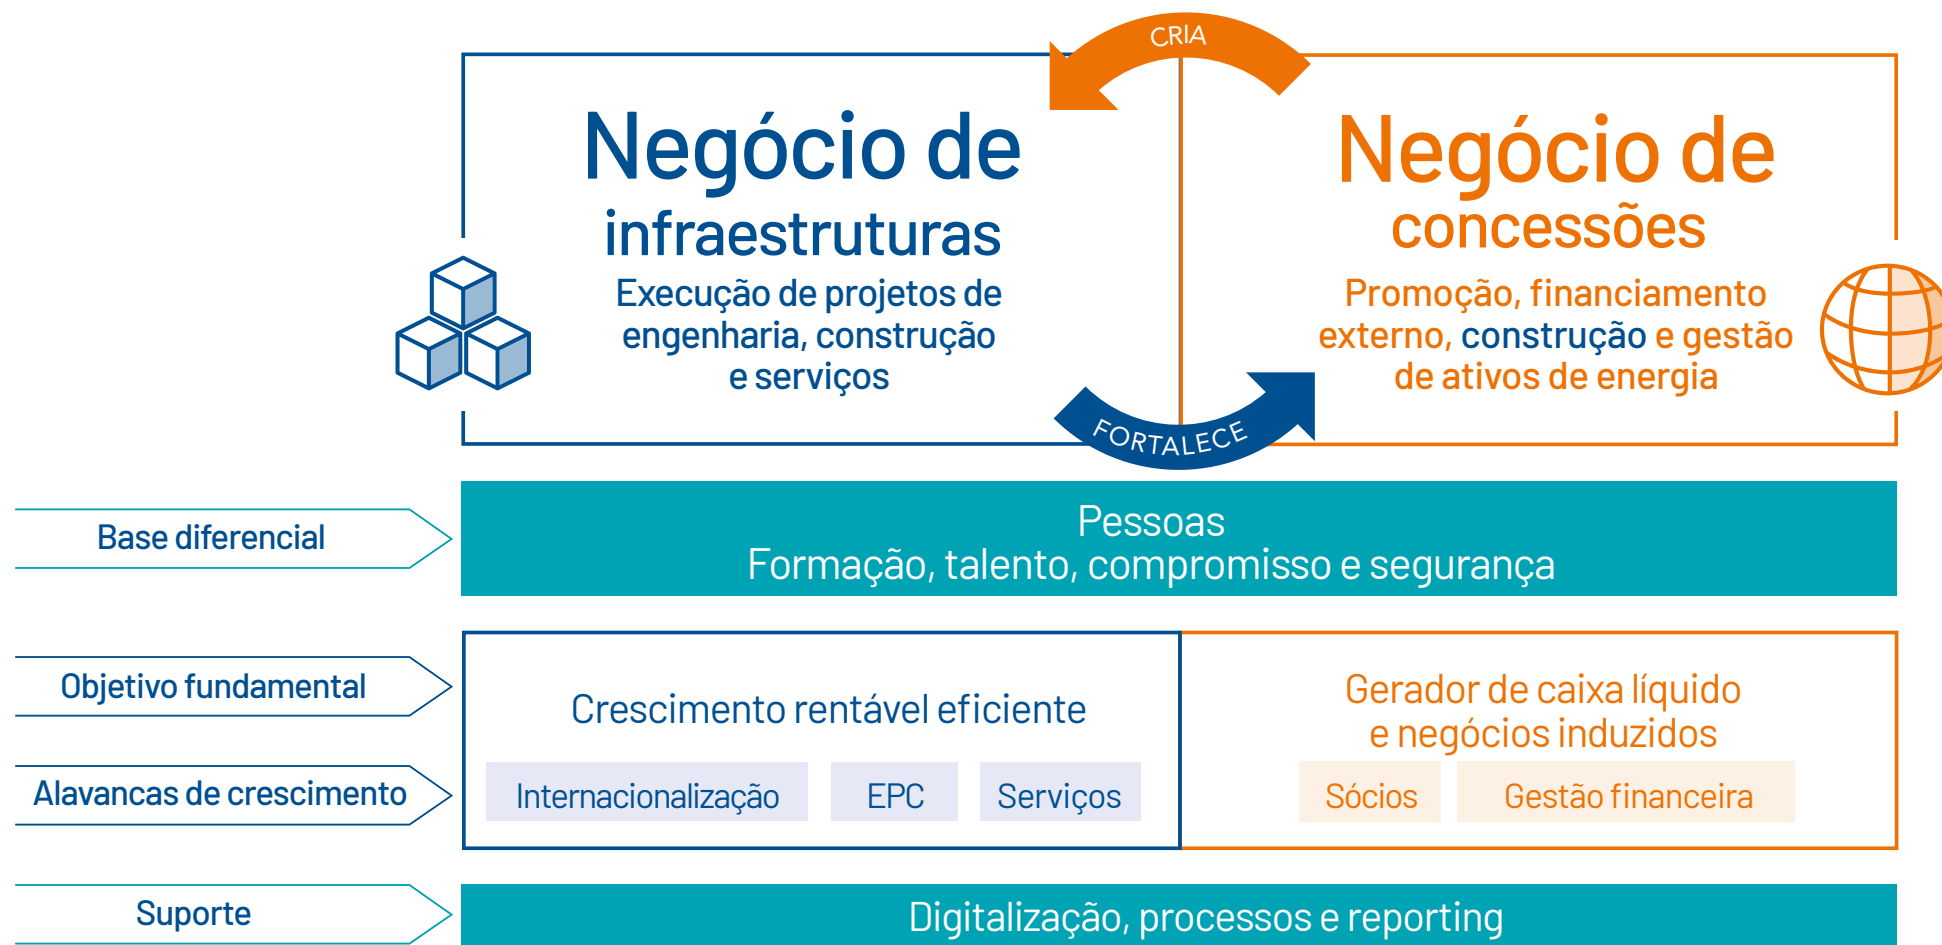 CRIA
Negócio de
infraestruturas
Execução de projetos de
engenharia, construção
e serviços
Negócio de
concessões
Promoção, financiamento
externo, construção e gestão
de ativos de energia
FORTALECE
Base diferencial
Pessoas
Formação, talento, compromisso e segurança
Objetivo fundamental
Crescimento rentável eficiente
Gerador de caixa líquido
e negócios induzidos
Alavancas de crescimento
Internacionalização
EPC
Serviços
Sócios
Gestão financeira
Suporte
Digitalização, processos e reporting